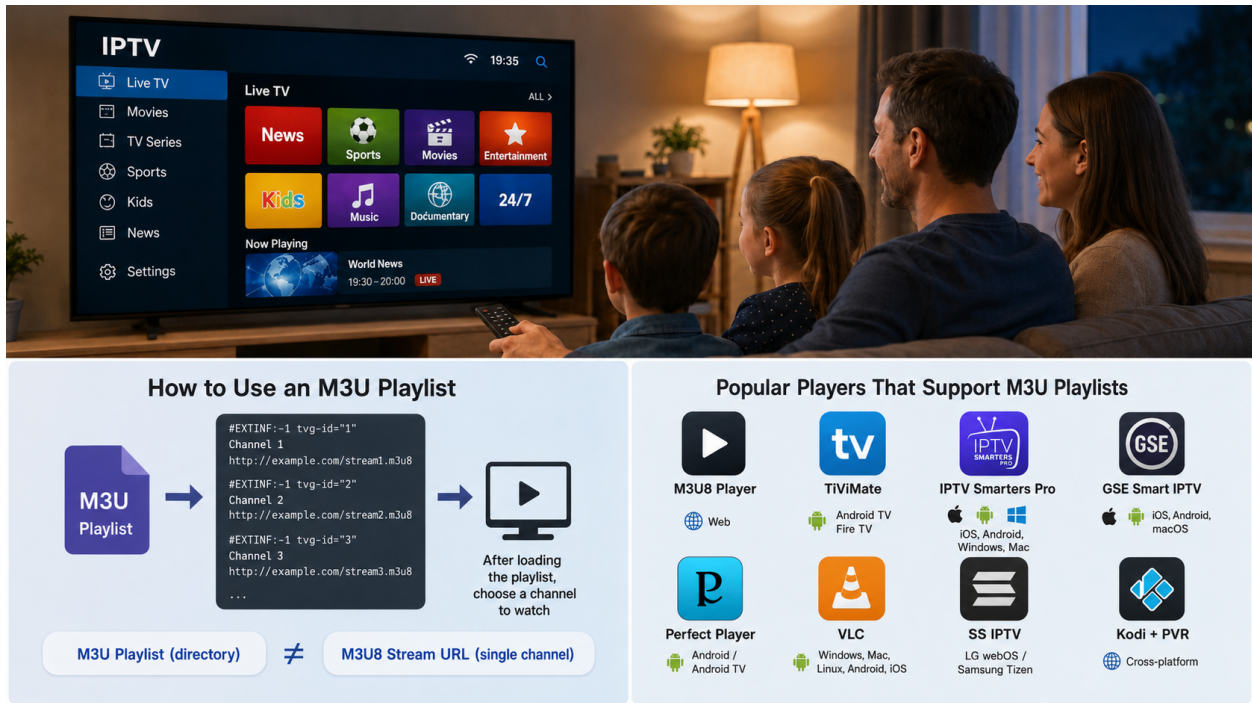 IPTV
19:35
Live TV
Movies
TV Series
Sports
Kids
News
Settings
Live TV
ALL >
News
Sports
Movies
Entertainment
Kids
Music
Documentary
24/7
Now Playing
World News
19:30 – 20:00 LIVE
How to Use an M3U Playlist
M3U
Playlist
#EXTINF:-1 tvg-id="1"
Channel 1
http://example.com/stream1.m3u8
#EXTINF:-1 tvg-id="2"
Channel 2
http://example.com/stream2.m3u8
#EXTINF:-1 tvg-id="3"
Channel 3
http://example.com/stream3.m3u8
...
After loading
the playlist,
choose a channel
to watch
M3U Playlist (directory) ≠ M3U8 Stream URL (single channel)
Popular Players That Support M3U Playlists
M3U8 Player
Web
tv
TiViMate
Android TV
Fire TV
IPTV
SMARTERS
PRO
IPTV Smarters Pro
iOS, Android,
Windows, Mac
GSE
GSE Smart IPTV
iOS, Android,
macOS
P
Perfect Player
Android /
Android TV
VLC
Windows, Mac,
Linux, Android, iOS
SS IPTV
LG webOS /
Samsung Tizen
Kodi + PVR
Cross-platform